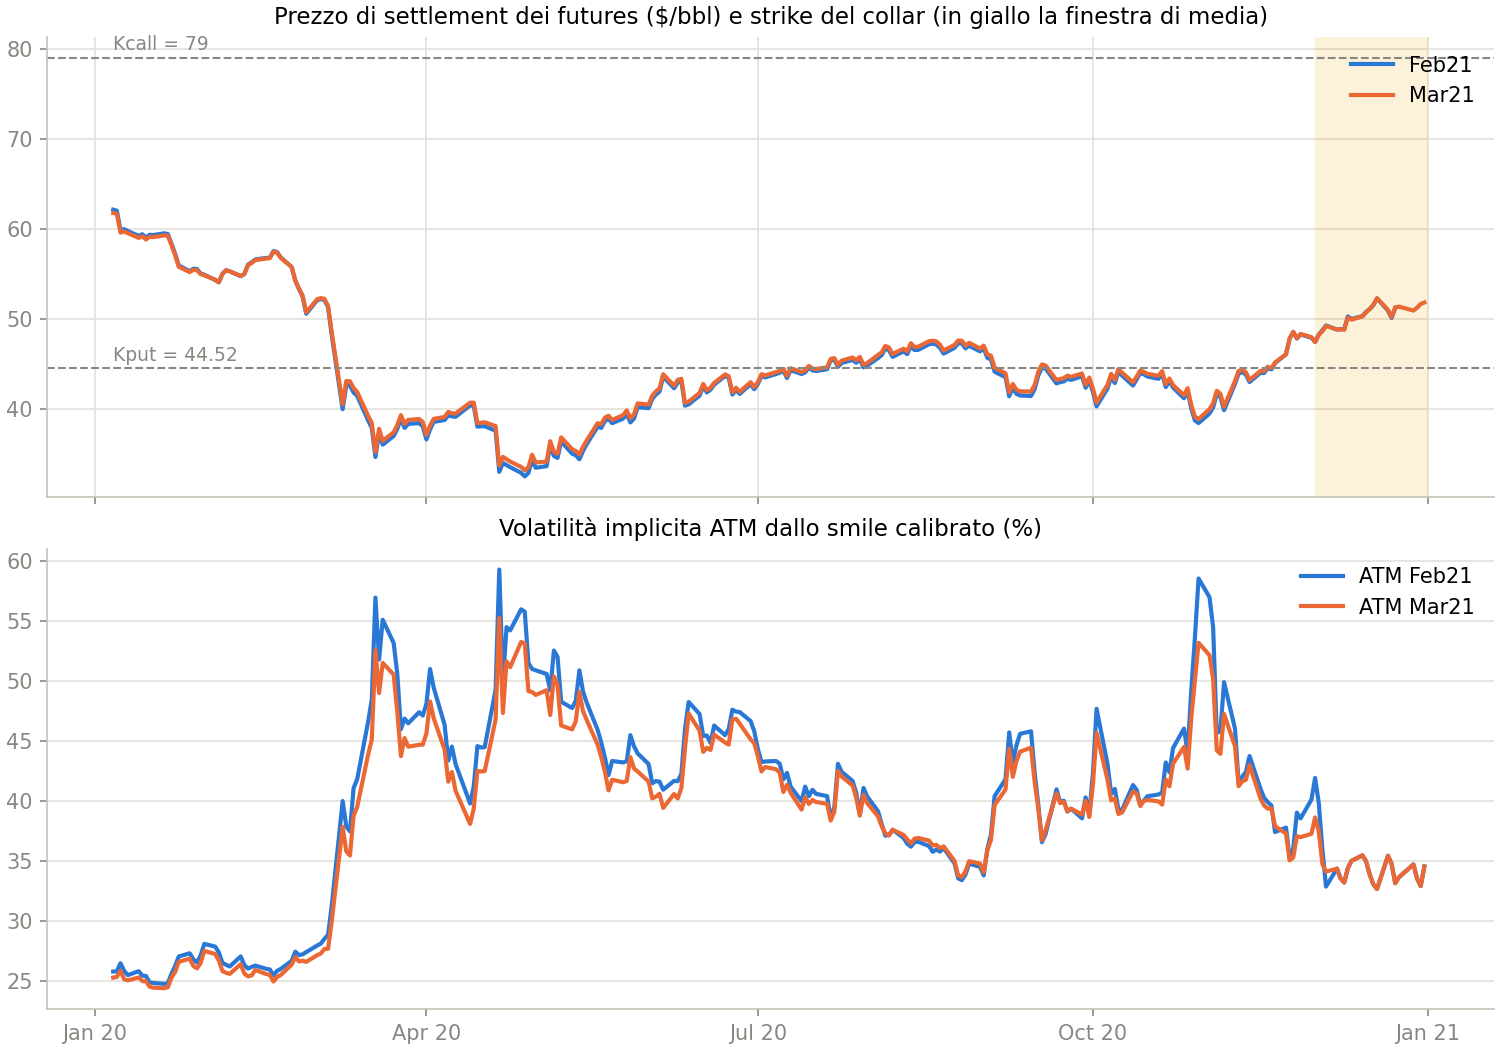 Prezzo di settlement dei futures ($/bbl) e strike del collar (in giallo la finestra di media)
Kcall = 79
Feb21
Mar21
Kput = 44.52
80
70
60
50
40
Volatilità implicita ATM dallo smile calibrato (%)
ATM Feb21
ATM Mar21
60
55
50
45
40
35
30
25
Jan 20 Apr 20 Jul 20 Oct 20 Jan 21